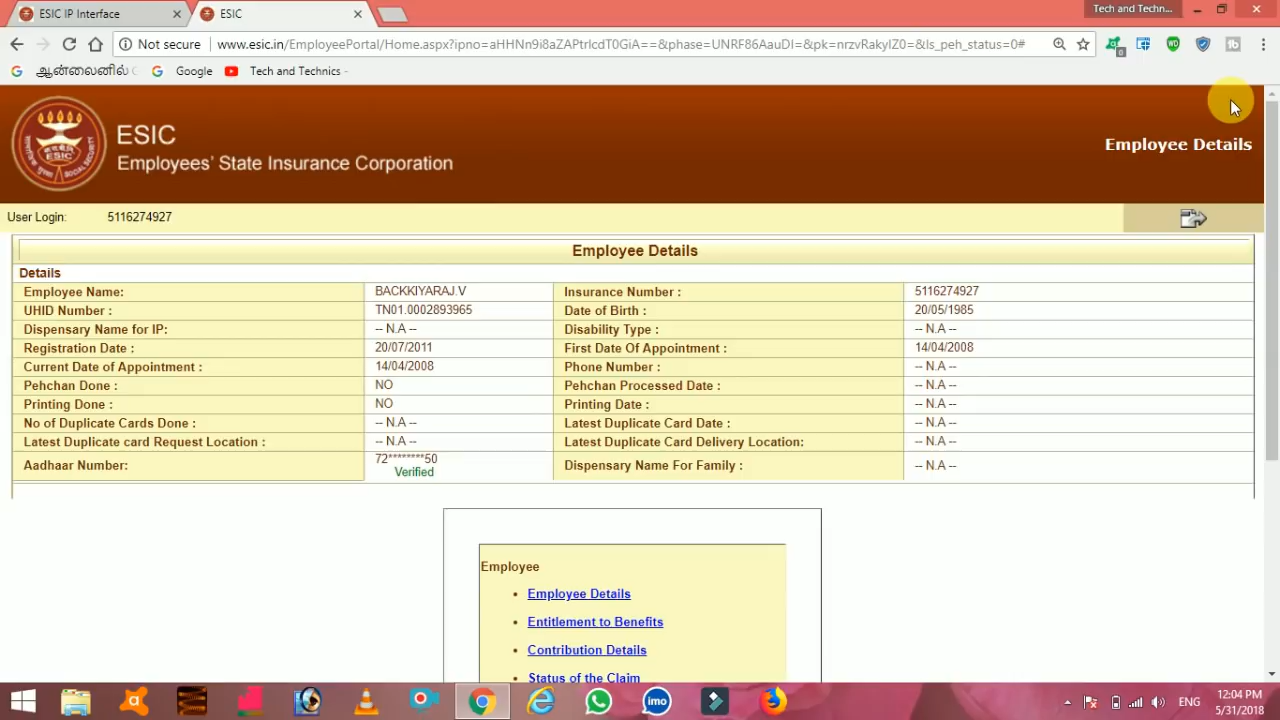 ESIC IP Interface
ESIC
Tech and Techn...
Not secure www.esic.in/EmployeePortal/Home.aspx?ipno=aHHNn9i8aZAPtrlcdT0GiA==&phase=UNRF86AauDI=&pk=nrzvRakyIZ0=&Is_peh_status=0#
ஆன்லைனில் Google Tech and Technics -
ESIC
Employees' State Insurance Corporation
Employee Details
User Login: 5116274927
Employee Details
Details
Employee Name: BACKKIYARAJ.V Insurance Number : 5116274927
UHID Number : TN01.0002893965 Date of Birth : 20/05/1985
Dispensary Name for IP: -- N.A -- Disability Type : -- N.A --
Registration Date : 20/07/2011 First Date Of Appointment : 14/04/2008
Current Date of Appointment : 14/04/2008 Phone Number : -- N.A --
Pehchan Done : NO Pehchan Processed Date : -- N.A --
Printing Done : NO Printing Date : -- N.A --
No of Duplicate Cards Done : -- N.A -- Latest Duplicate Card Date : -- N.A --
Latest Duplicate card Request Location : -- N.A -- Latest Duplicate Card Delivery Location: -- N.A --
Aadhaar Number: 72********50 Dispensary Name For Family : -- N.A --
Verified
Employee
Employee Details
Entitlement to Benefits
Contribution Details
Status of the Claim
imo
ENG
12:04 PM
5/31/2018